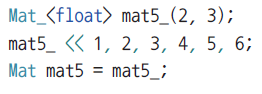 Mat_<float> mat5_(2, 3);
mat5_ << 1, 2, 3, 4, 5, 6;
Mat mat5 = mat5_;